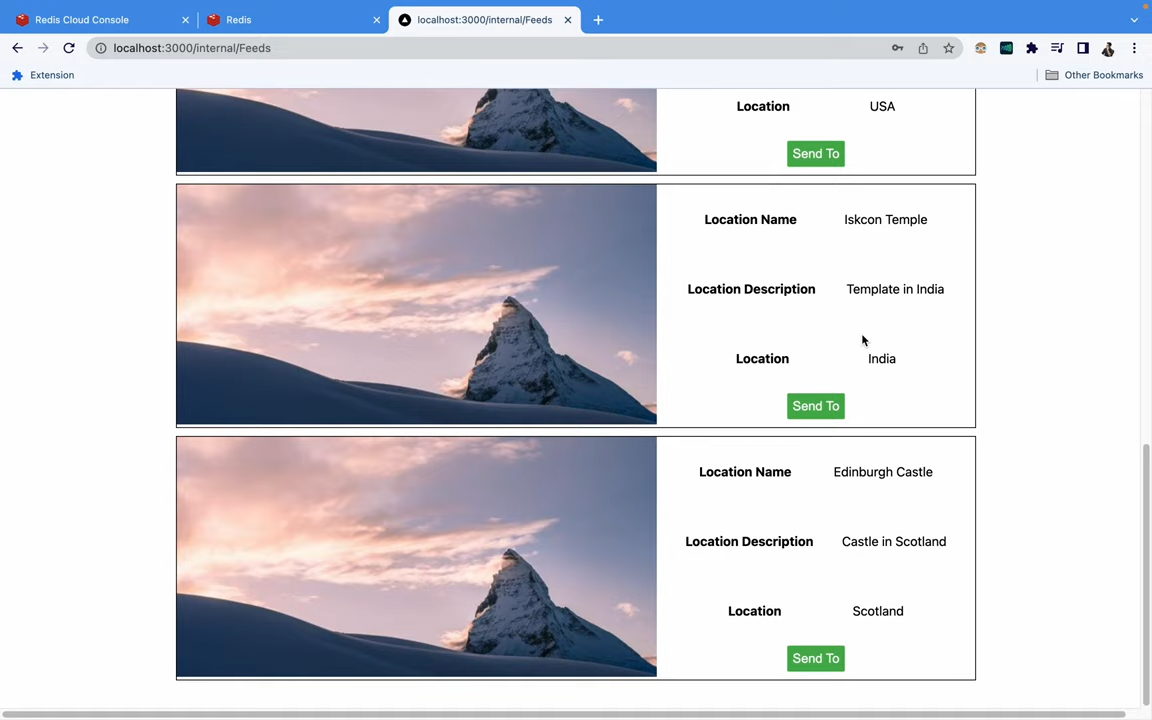 Redis Cloud Console
Redis
localhost:3000/internal/Feeds
localhost:3000/internal/Feeds
Extension
Other Bookmarks
Location USA
Send To
Location Name Iskcon Temple
Location Description Template in India
Location India
Send To
Location Name Edinburgh Castle
Location Description Castle in Scotland
Location Scotland
Send To